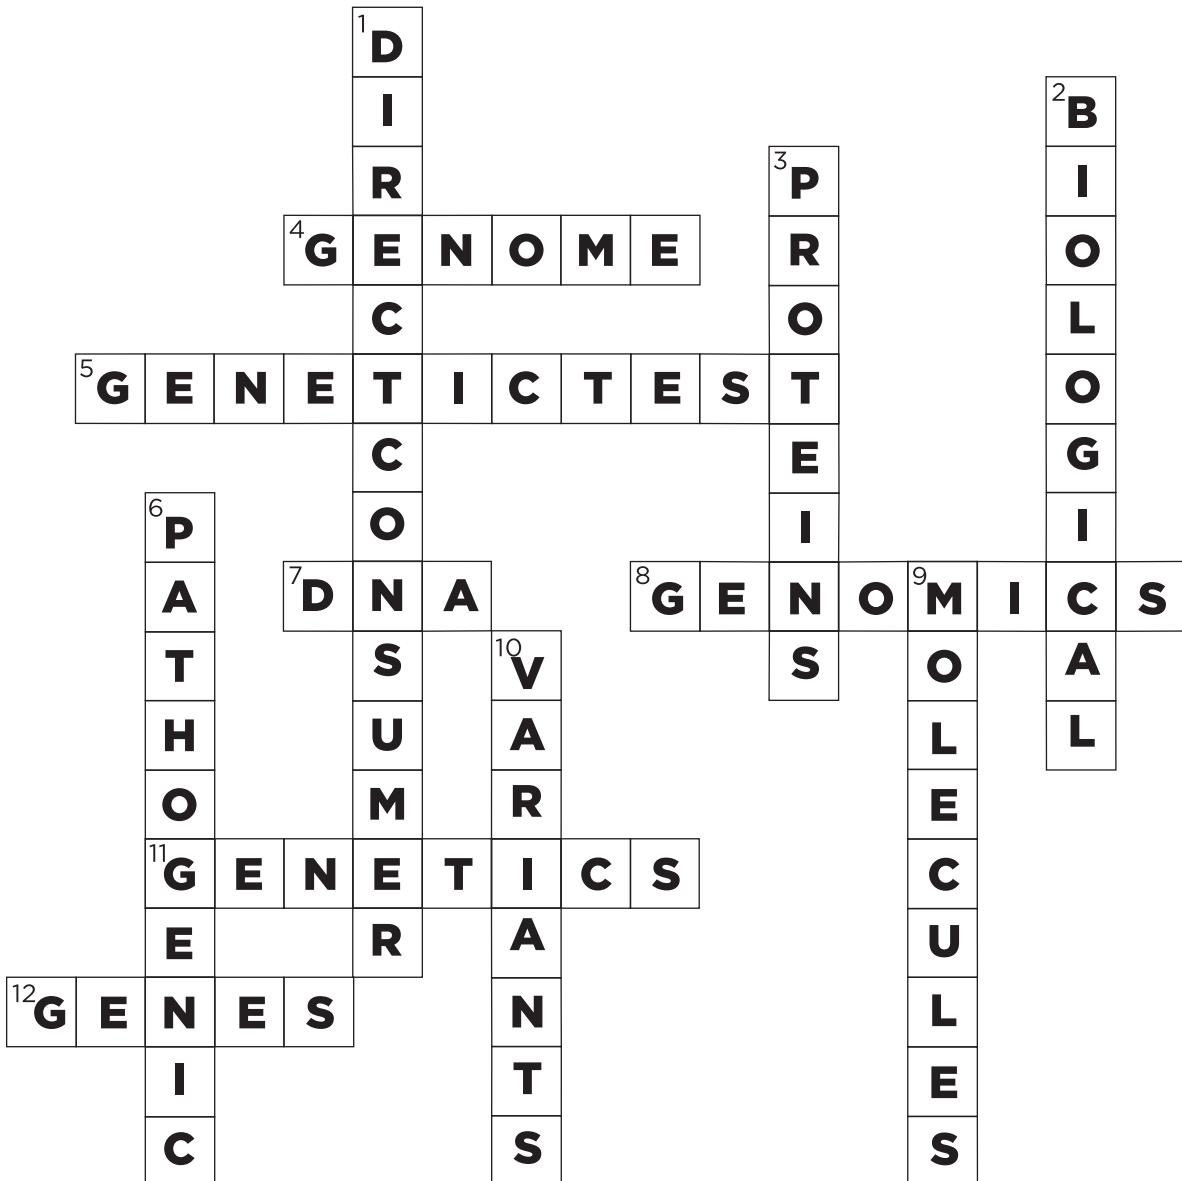 1 DIRECTTCONSUMER
2 BIOLOGICAL
3 PROTEINS
4 GENOME
5 GENETICTEST
6 PATHOGENIC
7 DNA
8 GENOMICS
9 MOLECULES
10 VARIANTS
11 GENETICS
12 GENES